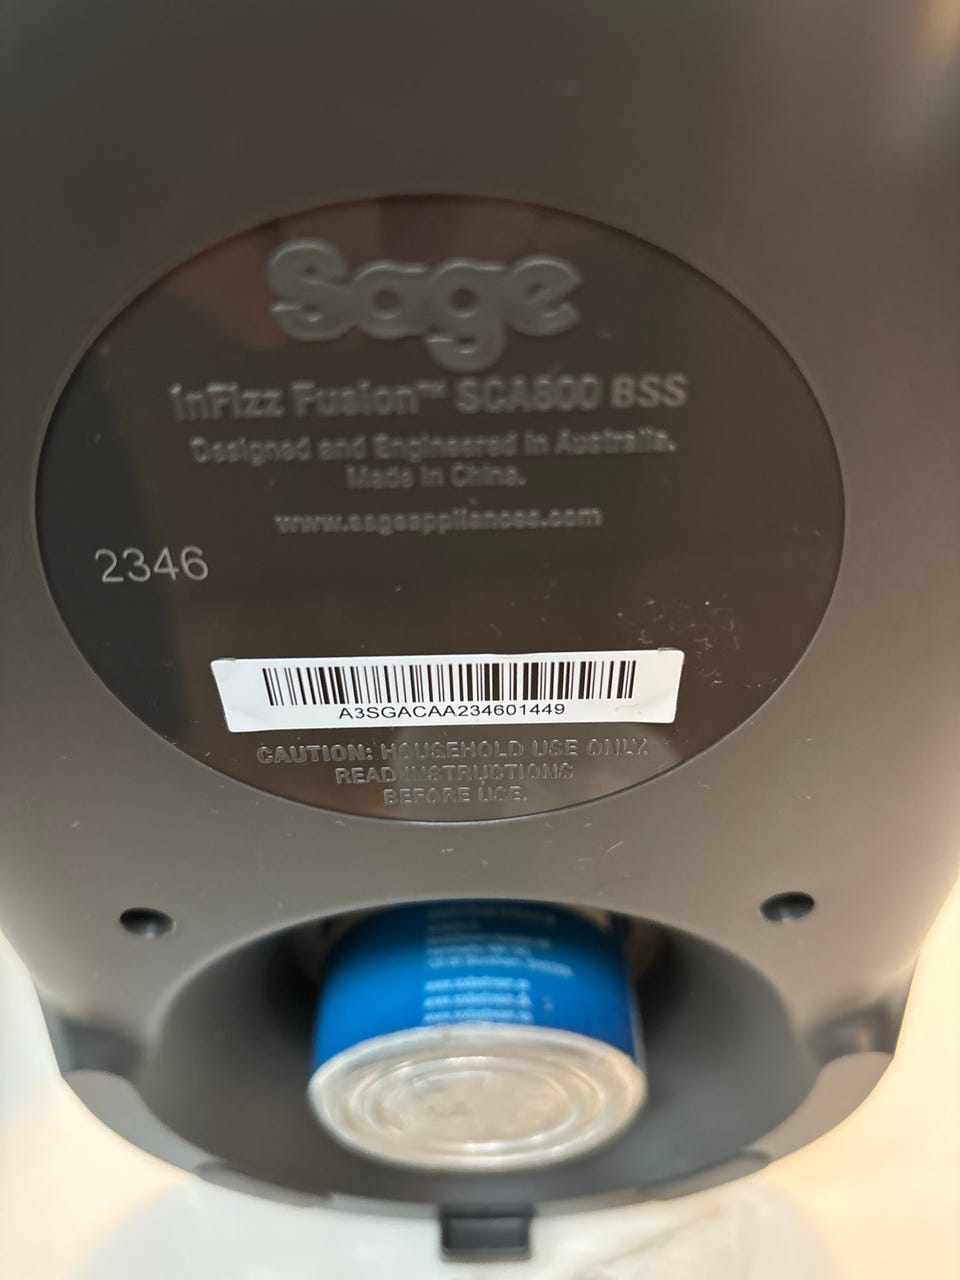 Sage
InFizz Fusion™ SCA800 BSS
Designed and Engineered in Australia.
Made in China.
www.sageappliances.com
2346
A3SGACAA234601449
CAUTION: HOUSEHOLD USE ONLY.
READ INSTRUCTIONS
BEFORE USE.